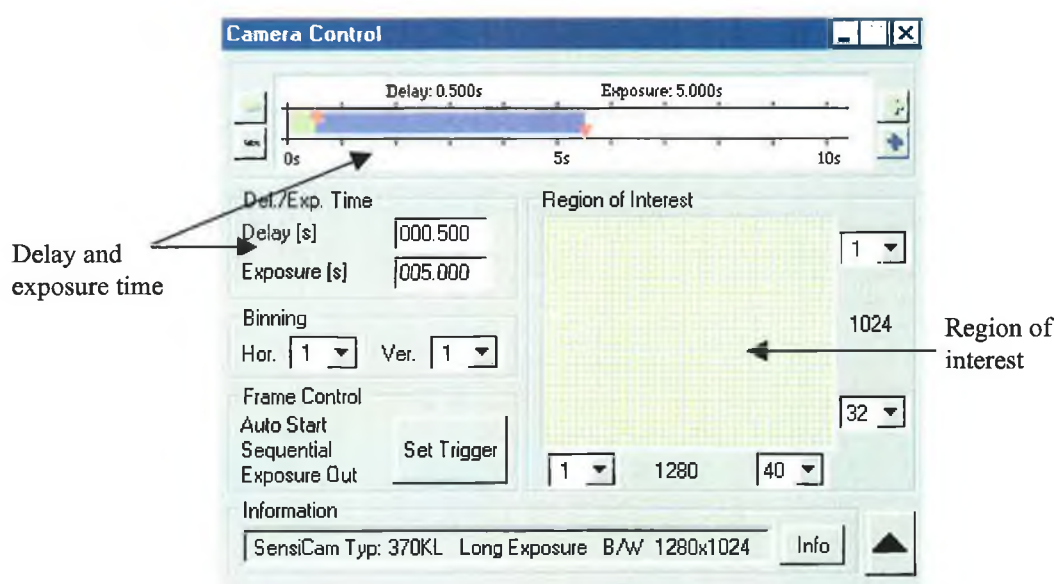 Camera Control
Delay: 0.500s Exposure: 5.000s
0s 5s 10s
Del./Exp. Time
Delay [s] 000.500
Exposure [s] 005.000
Delay and
exposure time
Binning
Hor. 1 Ver. 1
Frame Control
Auto Start
Sequential
Exposure Out
Set Trigger
Region of Interest
1
1024
32
1 1280 40
Region of
interest
Information
SensiCam Typ: 370KL Long Exposure B/W 1280x1024
Info